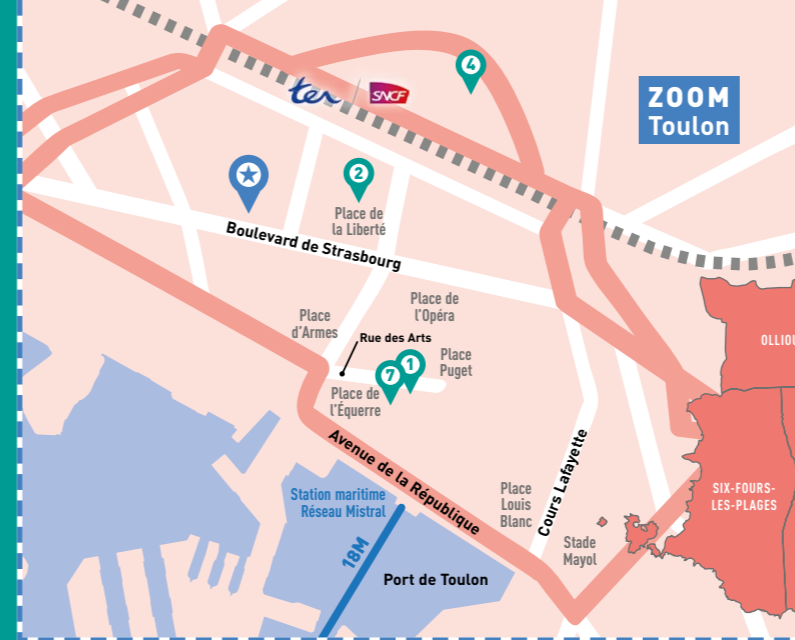 4
ter
SNCF
ZOOM
Toulon
2
Place de
la Liberté
Boulevard de Strasbourg
Place de
l'Opéra
Place
d'Armes
Rue des Arts
Place
Puget
1
7
Place de
l'Équerre
OLLIOU
Avenue de la République
Cours Lafayette
SIX-FOURS-
LES-PLAGES
Station maritime
Réseau Mistral
Place
Louis
Blanc
18M
Stade
Mayol
Port de Toulon